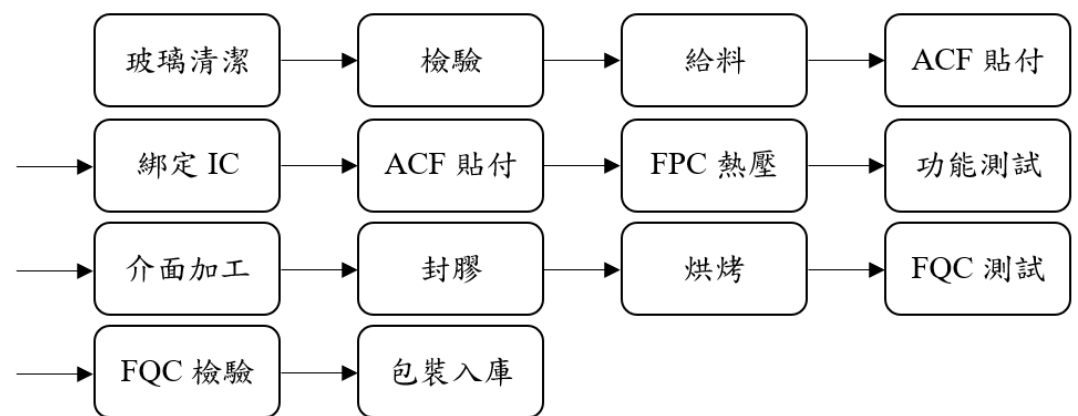 玻璃清潔
檢驗
給料
ACF 貼付
綁定 IC
ACF 貼付
FPC 熱壓
功能測試
介面加工
封膠
烘烤
FQC 測試
FQC 檢驗
包裝入庫